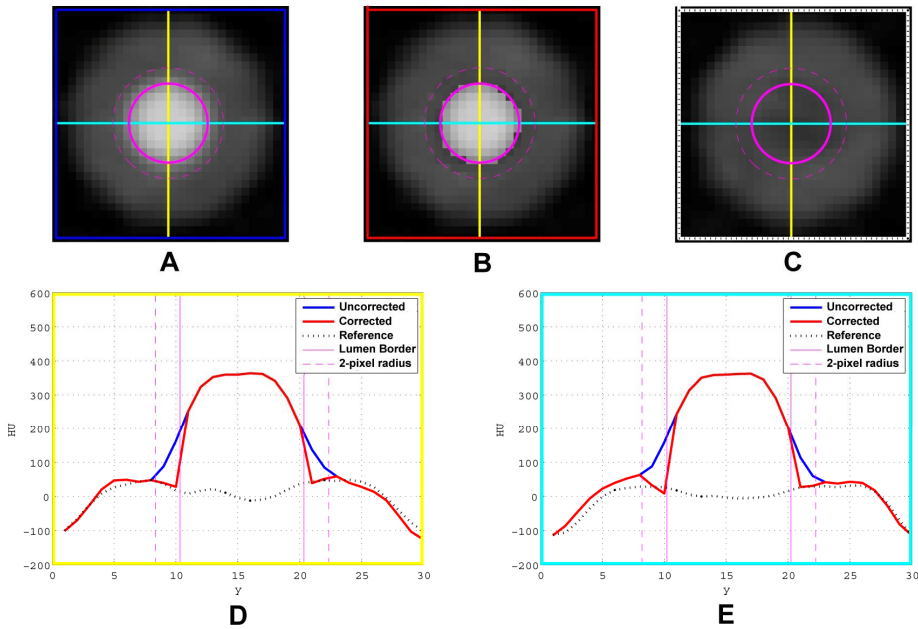 A
B
C
600
500
400
300
200
100
0
-100
-200
0
5
10
15
20
25
30
HU
y
Uncorrected
Corrected
Reference
Lumen Border
2-pixel radius
D
600
500
400
300
200
100
0
-100
-200
0
5
10
15
20
25
30
HU
y
Uncorrected
Corrected
Reference
Lumen Border
2-pixel radius
E